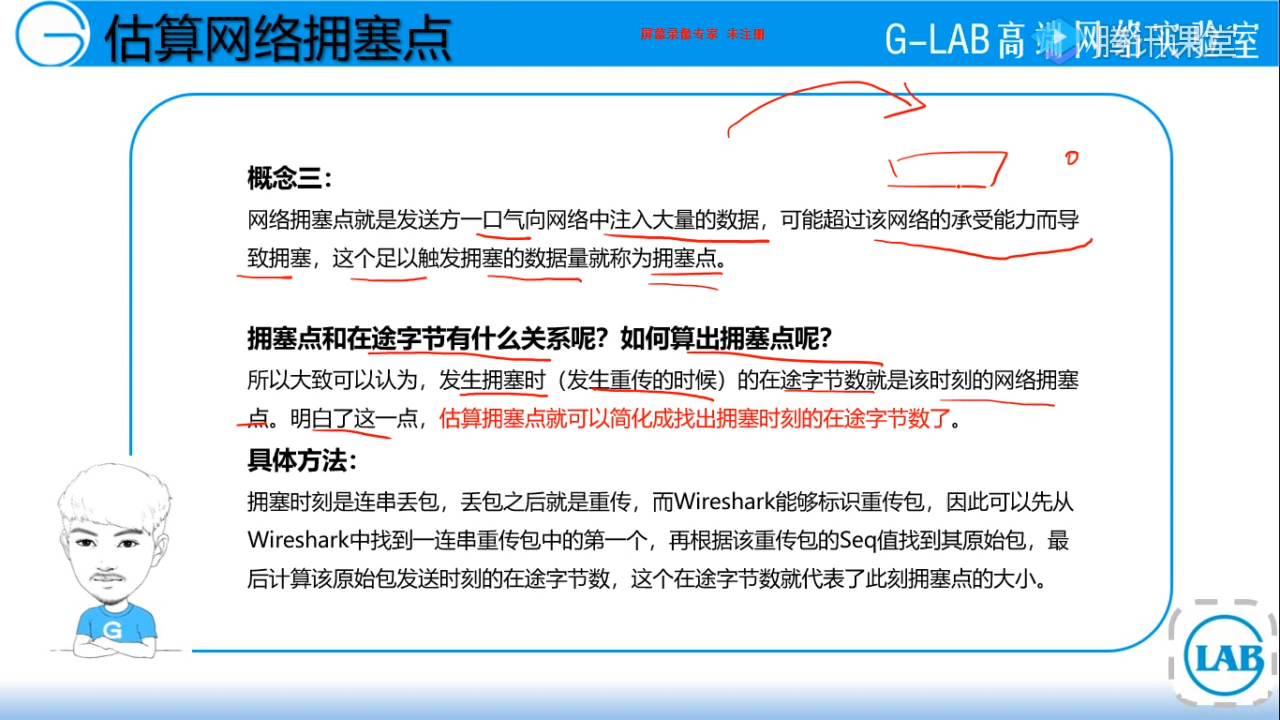 估算网络拥塞点
屏幕录像专家 未注册
G-LAB高端网络实验室
腾讯课堂
概念三：
网络拥塞点就是发送方一口气向网络中注入大量的数据，可能超过该网络的承受能力而导
致拥塞，这个足以触发拥塞的数据量就称为拥塞点。
拥塞点和在途字节有什么关系呢？如何算出拥塞点呢？
所以大致可以认为，发生拥塞时（发生重传的时候）的在途字节数就是该时刻的网络拥塞
点。明白了这一点，估算拥塞点就可以简化成找出拥塞时刻的在途字节数了。
具体方法：
拥塞时刻是连串丢包，丢包之后就是重传，而Wireshark能够标识重传包，因此可以先从
Wireshark中找到一连串重传包中的第一个，再根据该重传包的Seq值找到其原始包，最
后计算该原始包发送时刻的在途字节数，这个在途字节数就代表了此刻拥塞点的大小。
G
LAB